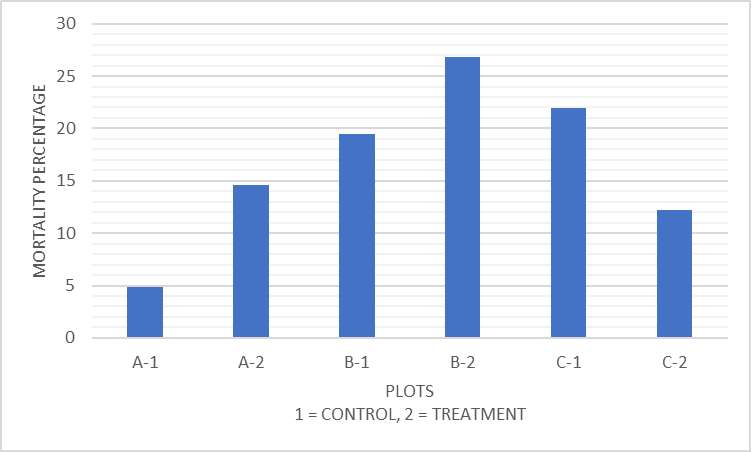 30
25
20
15
10
5
0
MORTALITY PERCENTAGE
A-1 A-2 B-1 B-2 C-1 C-2
PLOTS
1 = CONTROL, 2 = TREATMENT